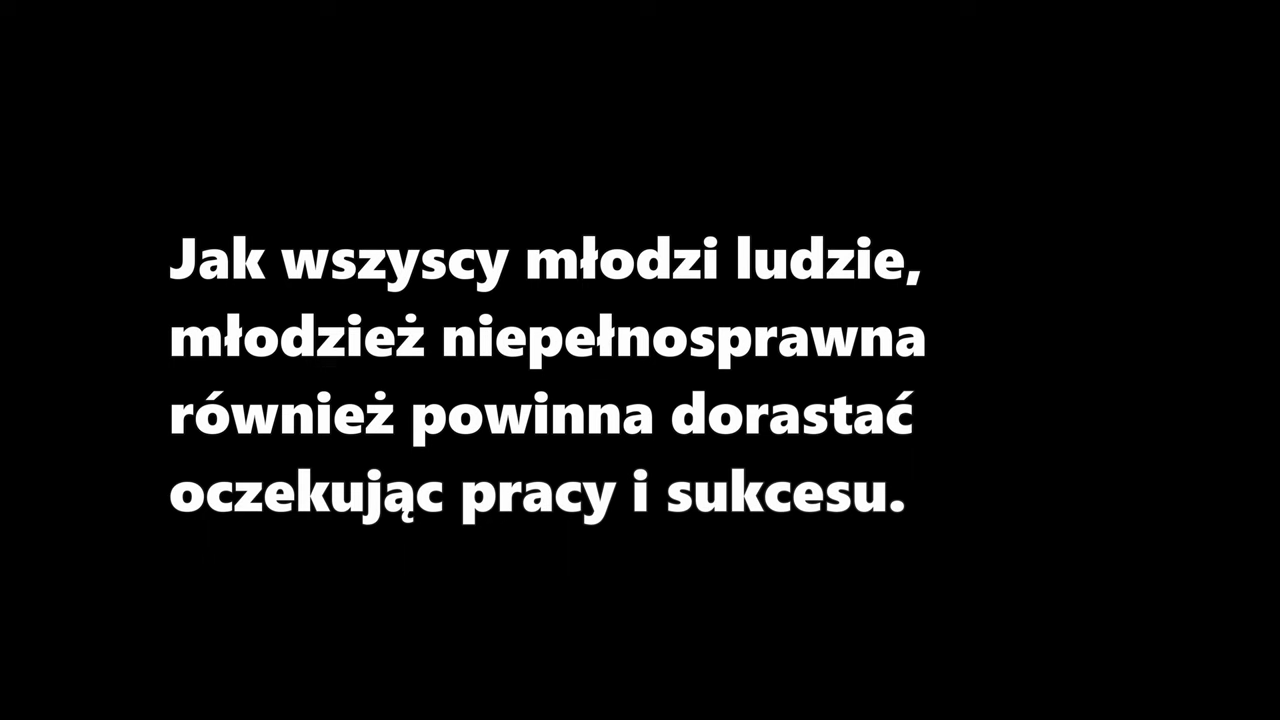 Jak wszyscy młodzi ludzie,
młodzież niepełnosprawna
również powinna dorastać
oczekując pracy i sukcesu.